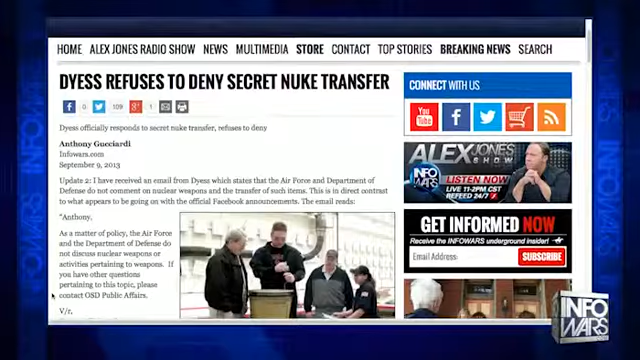 HOME ALEX JONES RADIO SHOW NEWS MULTIMEDIA STORE CONTACT TOP STORIES BREAKING NEWS SEARCH
DYESS REFUSES TO DENY SECRET NUKE TRANSFER
0 109 1
Dyess officially responds to secret nuke transfer, refuses to deny
Anthony Gucciardi
Infowars.com
September 9, 2013
Update 2: I have received an email from Dyess which states that the Air Force and Department of
Defense do not comment on nuclear weapons and the transfer of such items. This is in direct contrast
to what appears to be going on with the official Facebook announcements. The email reads:
"Anthony,
As a matter of policy, the Air Force
and the Department of Defense do
not discuss nuclear weapons or
activities pertaining to weapons. If
you have other questions
pertaining to this topic, please
contact OSD Public Affairs.
V/r,
CONNECT WITH US
You
Tube
ALEX JONES
SHOW
INFO
WARS
LISTEN NOW
LIVE 11-2PM CST
REFEED 24/7
GET INFORMED NOW
Receive the INFOWARS underground insider!
Email Address:
SUBSCRIBE
INFO
WARS
INFOWARS